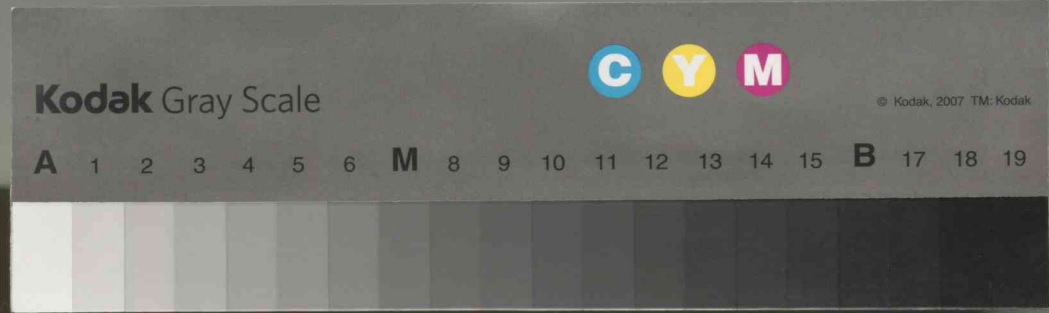 C Y M
Kodak Gray Scale
© Kodak, 2007 TM: Kodak
A 1 2 3 4 5 6 M 8 9 10 11 12 13 14 15 B 17 18 19